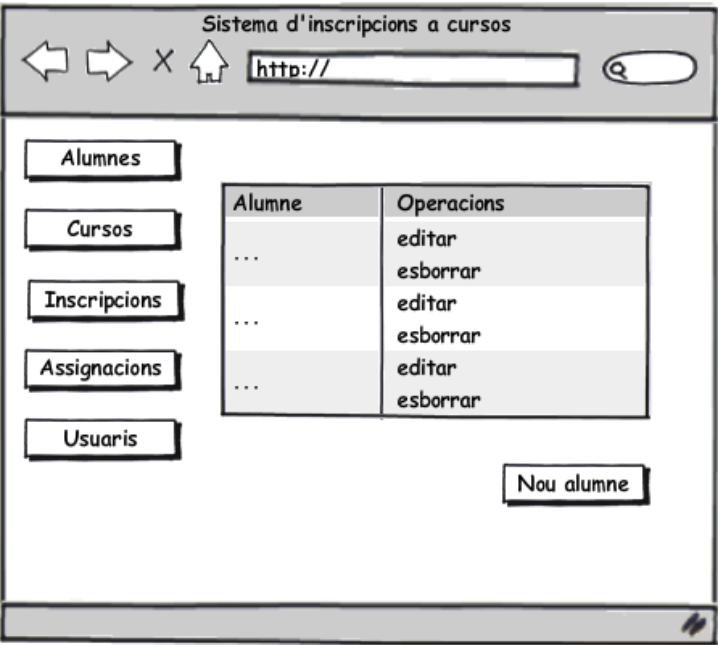 Sistema d'inscripcions a cursos
http://
Alumnes
Cursos
Inscripcions
Assignacions
Usuaris
Alumne Operacions
... editar
esborrar
... editar
esborrar
... editar
esborrar
Nou alumne